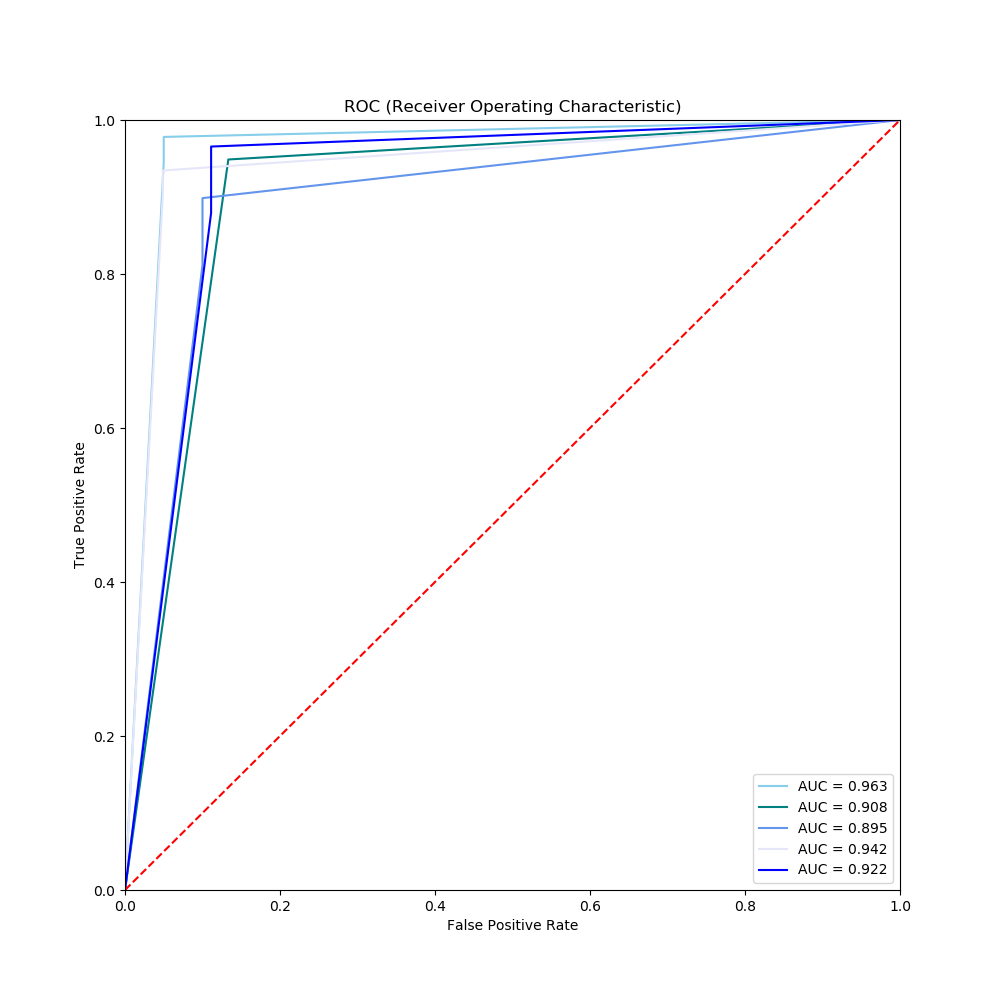 ROC (Receiver Operating Characteristic)
1.0
0.8
0.6
0.4
0.2
0.0
True Positive Rate
AUC = 0.963
AUC = 0.908
AUC = 0.895
AUC = 0.942
AUC = 0.922
0.0 0.2 0.4 0.6 0.8 1.0
False Positive Rate